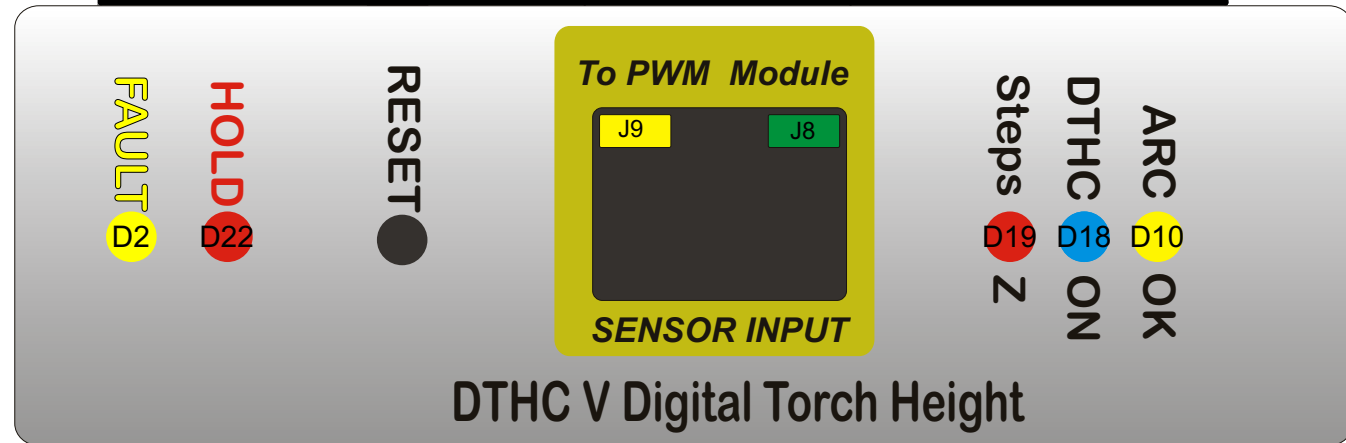 FAULT
D2
HOLD
D22
RESET
To PWM Module
J9
J8
SENSOR INPUT
Steps
D19
Z
DTHC
D18
ON
ARC
D10
OK
DTHC V Digital Torch Height